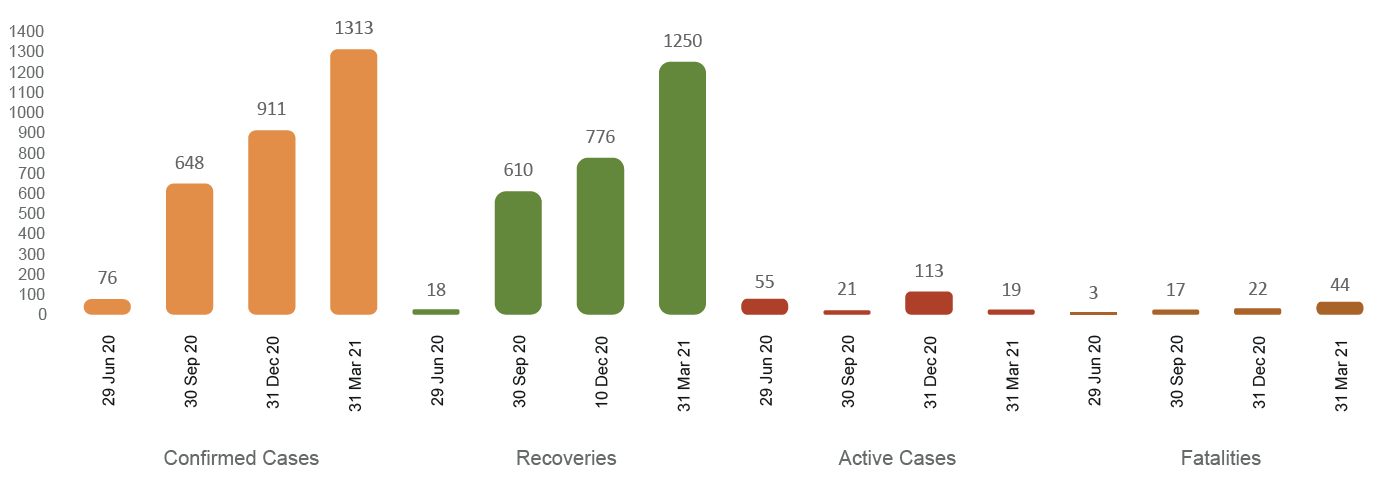 1400
1300
1200
1100
1000
900
800
700
600
500
400
300
200
100
0
76
648
911
1313
18
610
776
1250
55
21
113
19
3
17
22
44
29 Jun 20
30 Sep 20
31 Dec 20
31 Mar 21
29 Jun 20
30 Sep 20
10 Dec 20
31 Mar 21
29 Jun 20
30 Sep 20
31 Dec 20
31 Mar 21
29 Jun 20
30 Sep 20
31 Dec 20
31 Mar 21
Confirmed Cases
Recoveries
Active Cases
Fatalities